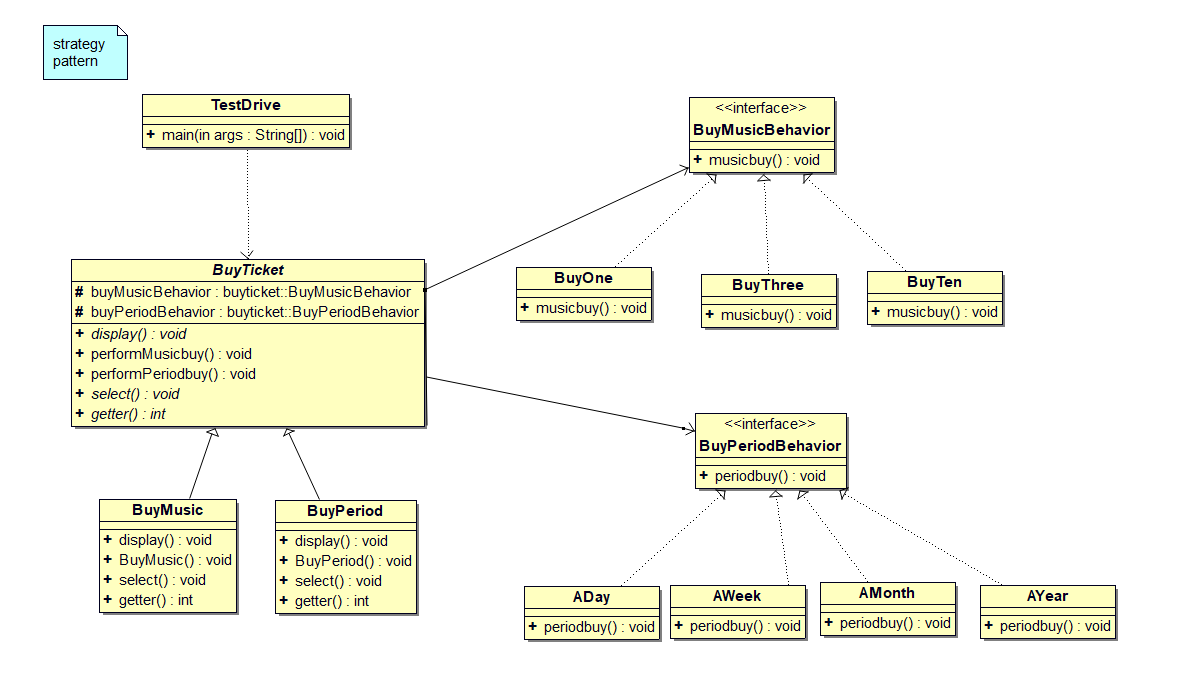 strategy
pattern
TestDrive
+ main(in args : String[]) : void
<<interface>>
BuyMusicBehavior
+ musicbuy() : void
BuyTicket
# buyMusicBehavior : buyticket::BuyMusicBehavior
# buyPeriodBehavior : buyticket::BuyPeriodBehavior
+ display() : void
+ performMusicbuy() : void
+ performPeriodbuy() : void
+ select() : void
+ getter() : int
BuyOne
+ musicbuy() : void
BuyThree
+ musicbuy() : void
BuyTen
+ musicbuy() : void
<<interface>>
BuyPeriodBehavior
+ periodbuy() : void
BuyMusic
+ display() : void
+ BuyMusic() : void
+ select() : void
+ getter() : int
BuyPeriod
+ display() : void
+ BuyPeriod() : void
+ select() : void
+ getter() : int
ADay
+ periodbuy() : void
AWeek
+ periodbuy() : void
AMonth
+ periodbuy() : void
AYear
+ periodbuy() : void